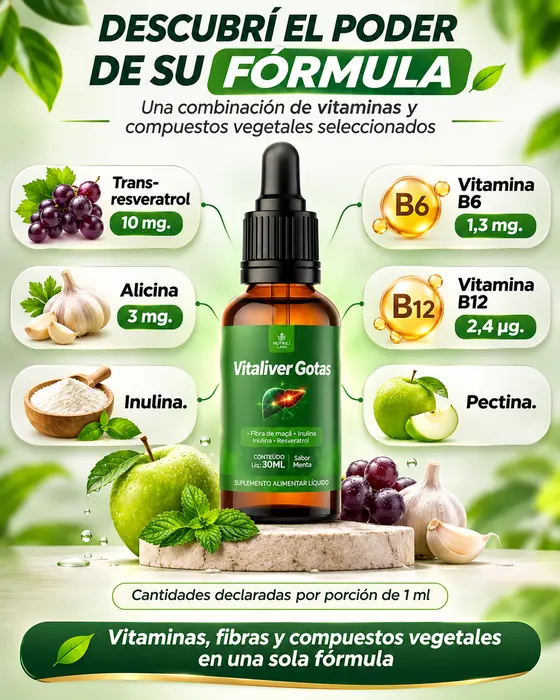 DESCUBRÍ EL PODER
DE SU FÓRMULA
Una combinación de vitaminas y
compuestos vegetales seleccionados
Trans-
resveratrol
10 mg.
Alicina
3 mg.
Inulina.
B6
Vitamina
B6
1,3 mg.
B12
Vitamina
B12
2,4 µg.
Pectina.
NUTRILI
LABS
Vitaliver Gotas
• Fibra de maçã • Inulina
Inulina • Resveratrol
CONTEÚDO
Liq: 30ML
Sabor
Menta
SUPLEMENTO ALIMENTAR LÍQUIDO
Cantidades declaradas por porción de 1 ml
Vitaminas, fibras y compuestos vegetales
en una sola fórmula